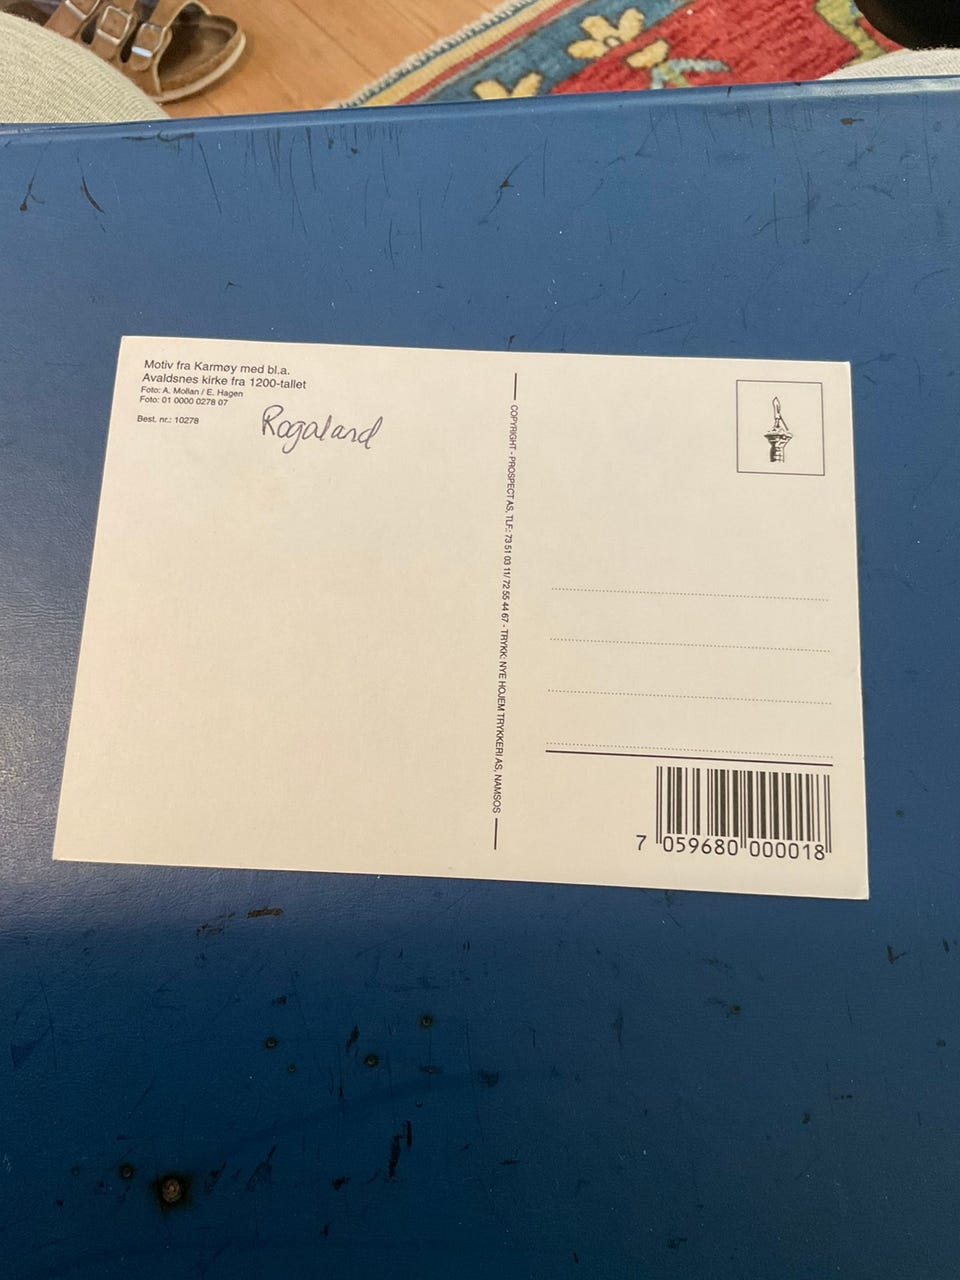 Motiv fra Karmøy med bl.a.
Avaldsnes kirke fra 1200-tallet
Foto: A. Mollan / E. Hagen
Foto: 01 0000 0278 07
Best. nr.: 10278
Rogaland
COPYRIGHT - PROSPECT AS, TLF.: 73 51 03 11/ 72 55 44 67 - TRYKK: NYE HOJEM TRYKKERI AS, NAMSOS
7 059680 000018